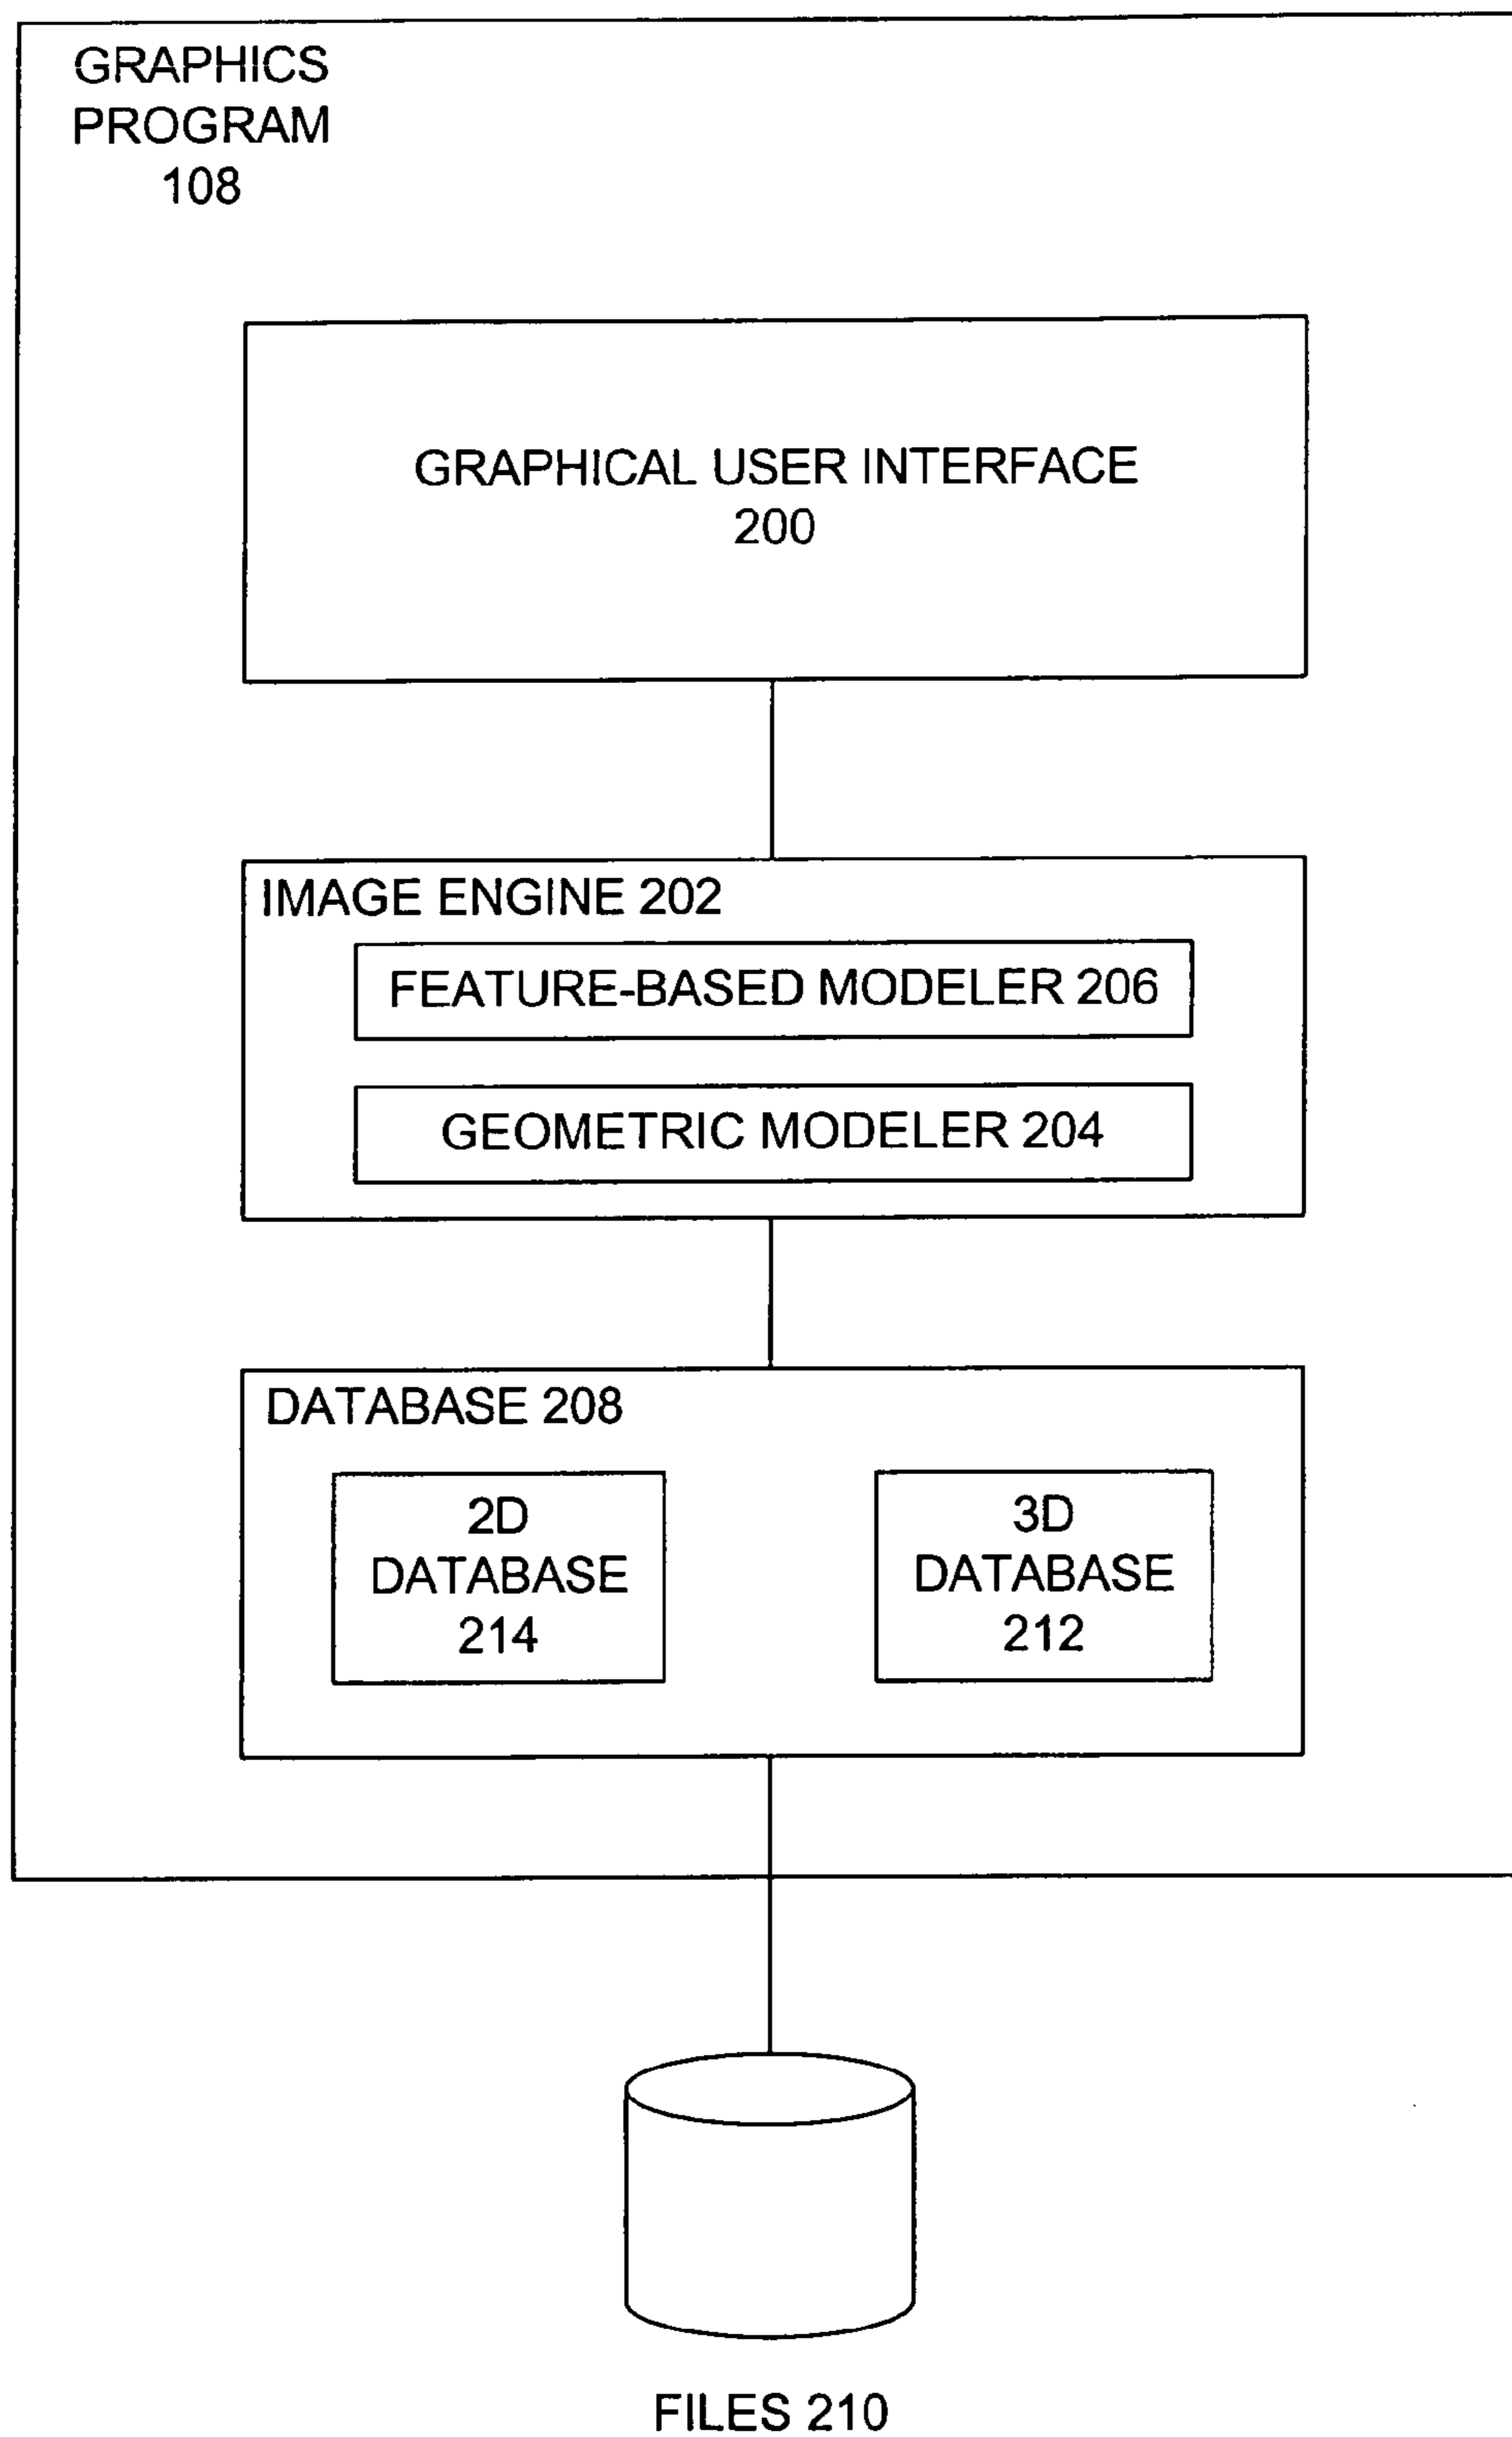 GRAPHICS
PROGRAM
108
GRAPHICAL USER INTERFACE
200
IMAGE ENGINE 202
FEATURE-BASED MODELER 206
GEOMETRIC MODELER 204
DATABASE 208
2D
DATABASE
214
3D
DATABASE
212
FILES 210